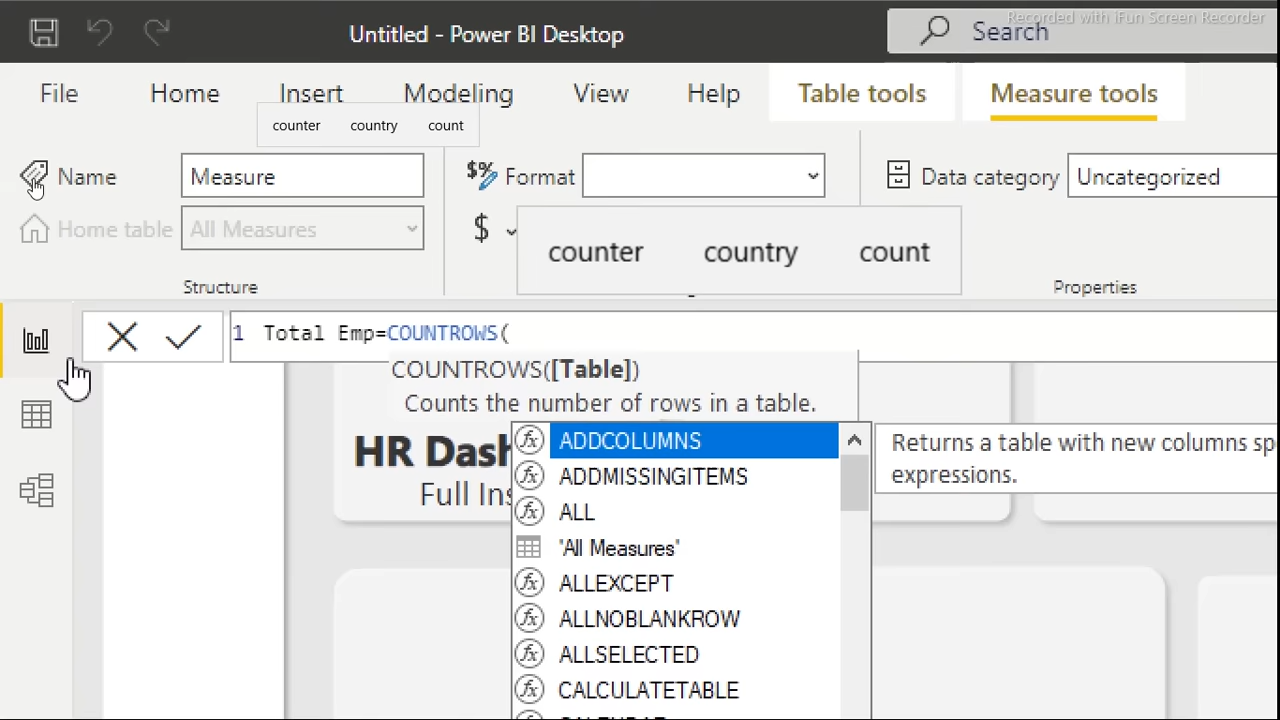 Recorded with iFun Screen Recorder
Untitled - Power BI Desktop
Search
File Home Insert Modeling View Help Table tools Measure tools
counter country count
Name Measure $% Format Data category Uncategorized
Home table All Measures $
counter country count
Structure Properties
1 Total Emp=COUNTROWS(
COUNTROWS([Table])
Counts the number of rows in a table.
HR Dash
Full Ins
ADDCOLUMNS
Returns a table with new columns sp
expressions.
ADDMISSINGITEMS
ALL
'All Measures'
ALLEXCEPT
ALLNOBLANKROW
ALLSELECTED
CALCULATETABLE